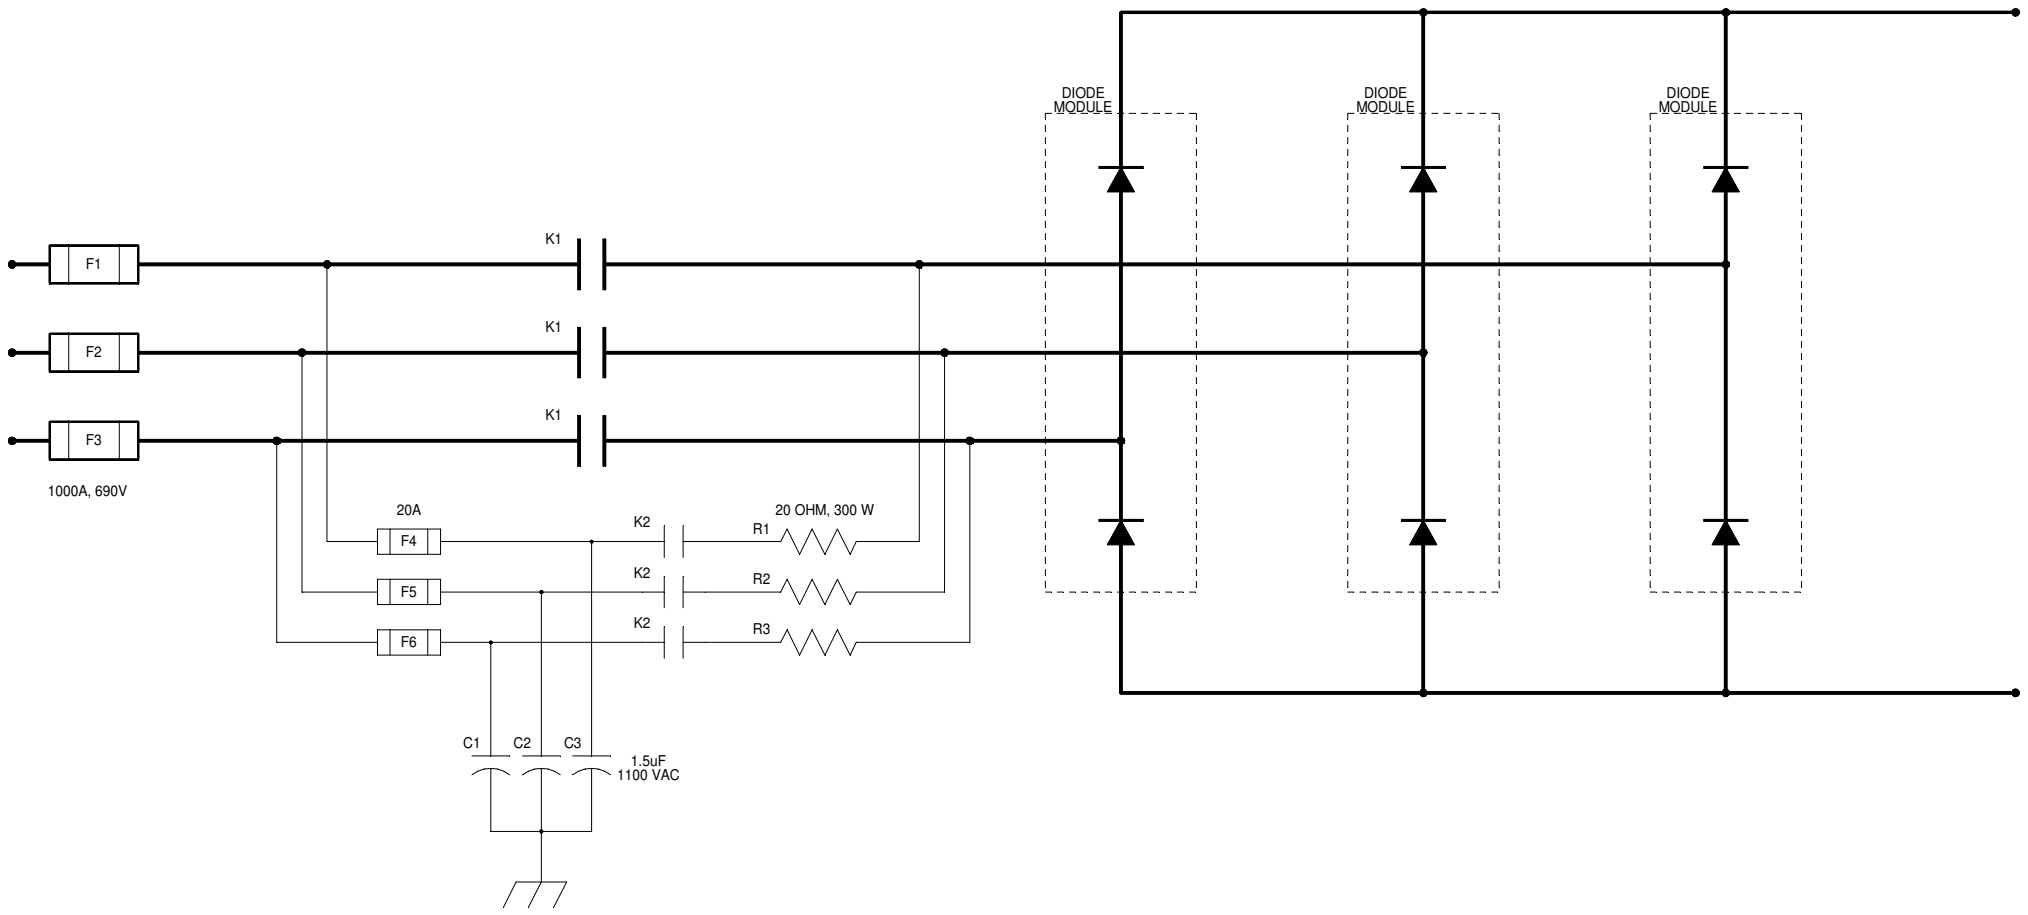 DIODE
MODULE
DIODE
MODULE
DIODE
MODULE
K1
F1
K1
F2
K1
F3
1000A, 690V
20A
20 OHM, 300 W
K2
R1
F4
K2
R2
F5
K2
R3
F6
C1
C2
C3
1.5uF
1100 VAC